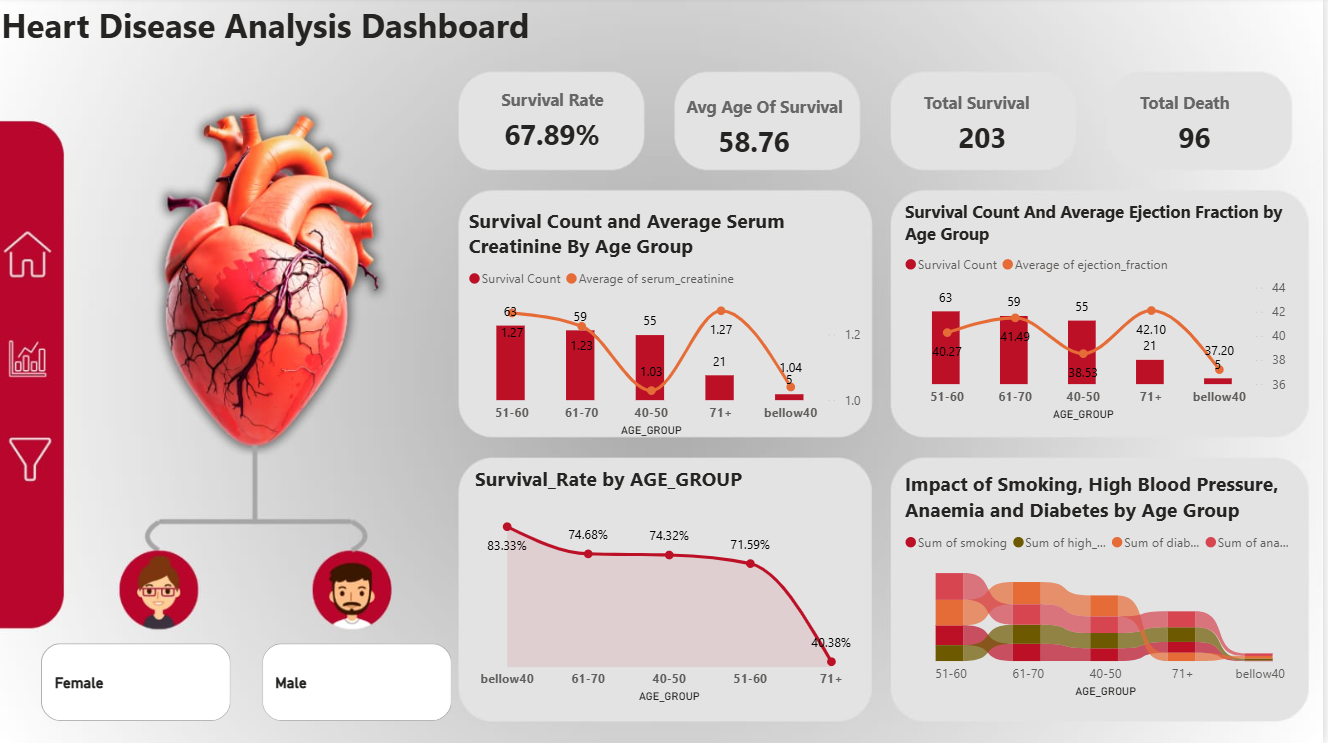 Heart Disease Analysis Dashboard
Survival Rate
67.89%
Avg Age Of Survival
58.76
Total Survival
203
Total Death
96
Survival Count and Average Serum
Creatinine By Age Group
Survival Count Average of serum_creatinine
63
59
55
21
5
1.27
1.23
1.03
1.27
1.04
1.2
1.0
51-60 61-70 40-50 71+ bellow40
AGE_GROUP
Survival Count And Average Ejection Fraction by
Age Group
Survival Count Average of ejection_fraction
63
59
55
21
5
40.27
41.49
38.53
42.10
37.20
44
42
40
38
36
51-60 61-70 40-50 71+ bellow40
AGE_GROUP
Survival_Rate by AGE_GROUP
83.33%
74.68%
74.32%
71.59%
40.38%
bellow40 61-70 40-50 51-60 71+
AGE_GROUP
Impact of Smoking, High Blood Pressure,
Anaemia and Diabetes by Age Group
Sum of smoking Sum of high_... Sum of diab... Sum of ana...
51-60 61-70 40-50 71+ bellow40
AGE_GROUP
Female
Male